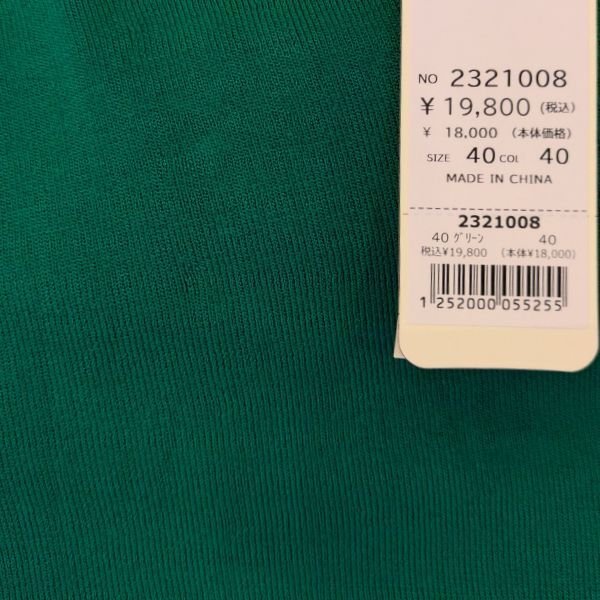 NO 2321008
¥ 19,800 (税込)
¥ 18,000 (本体価格)
SIZE 40 COL 40
MADE IN CHINA
2321008
40 グリーン 40
税込¥19,800 (本体¥18,000)
1 252000 055255